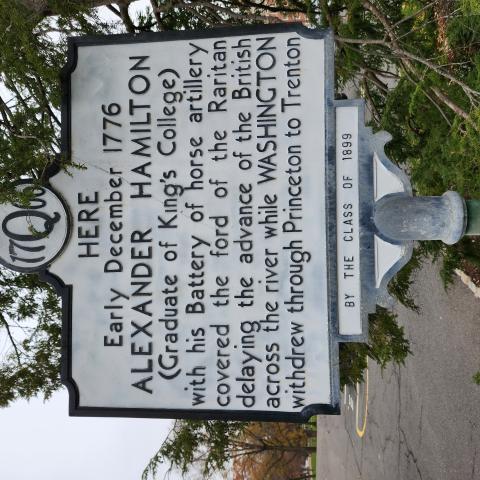 HERE
Early December 1776
ALEXANDER HAMILTON
(Graduate of King's College)
with his Battery of horse artillery
covered the ford of the Raritan
delaying the advance of the British
across the river while WASHINGTON
withdrew through Princeton to Trenton
BY THE CLASS OF 1899